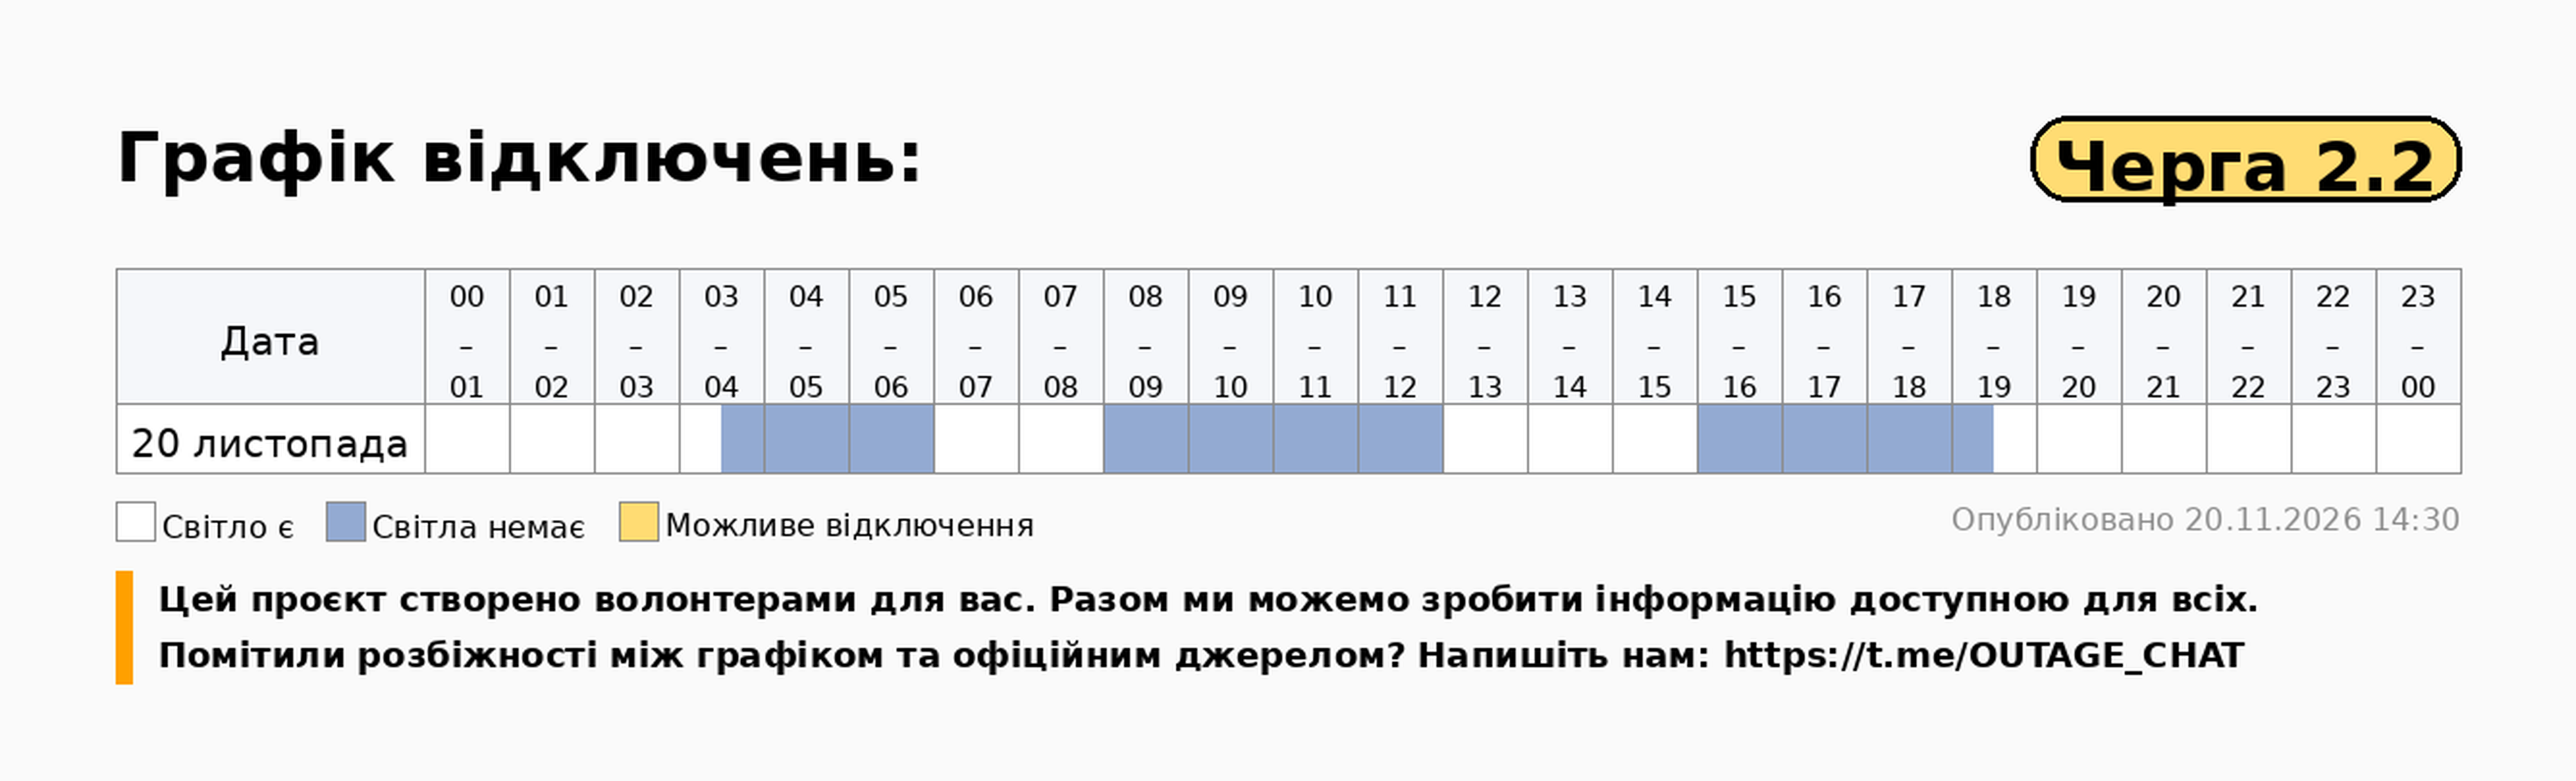 Графік відключень:
Черга 2.2
Дата 00 – 01 01 – 02 02 – 03 03 – 04 04 – 05 05 – 06 06 – 07 07 – 08 08 – 09 09 – 10 10 – 11 11 – 12 12 – 13 13 – 14 14 – 15 15 – 16 16 – 17 17 – 18 18 – 19 19 – 20 20 – 21 21 – 22 22 – 23 23 – 00
20 листопада
Світло є Світла немає Можливе відключення
Опубліковано 20.11.2026 14:30
Цей проєкт створено волонтерами для вас. Разом ми можемо зробити інформацію доступною для всіх.
Помітили розбіжності між графіком та офіційним джерелом? Напишіть нам: https://t.me/OUTAGE_CHAT